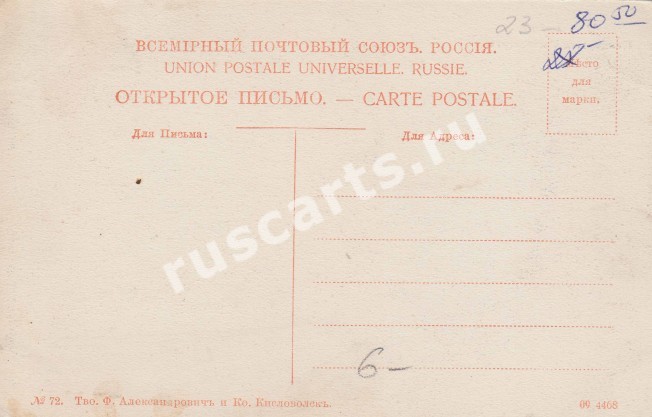 23 - 80 50
ВСЕМІРНЫЙ ПОЧТОВЫЙ СОЮЗЪ. РОССІЯ.
UNION POSTALE UNIVERSELLE. RUSSIE.
ОТКРЫТОЕ ПИСЬМО. — CARTE POSTALE.
Мѣсто
для
марки.
Для Письма:
Для Адреса:
ruscarts.ru
6-
№ 72. Тво. Ф. Александровичъ и Ко. Кисловодскъ.
09 4468